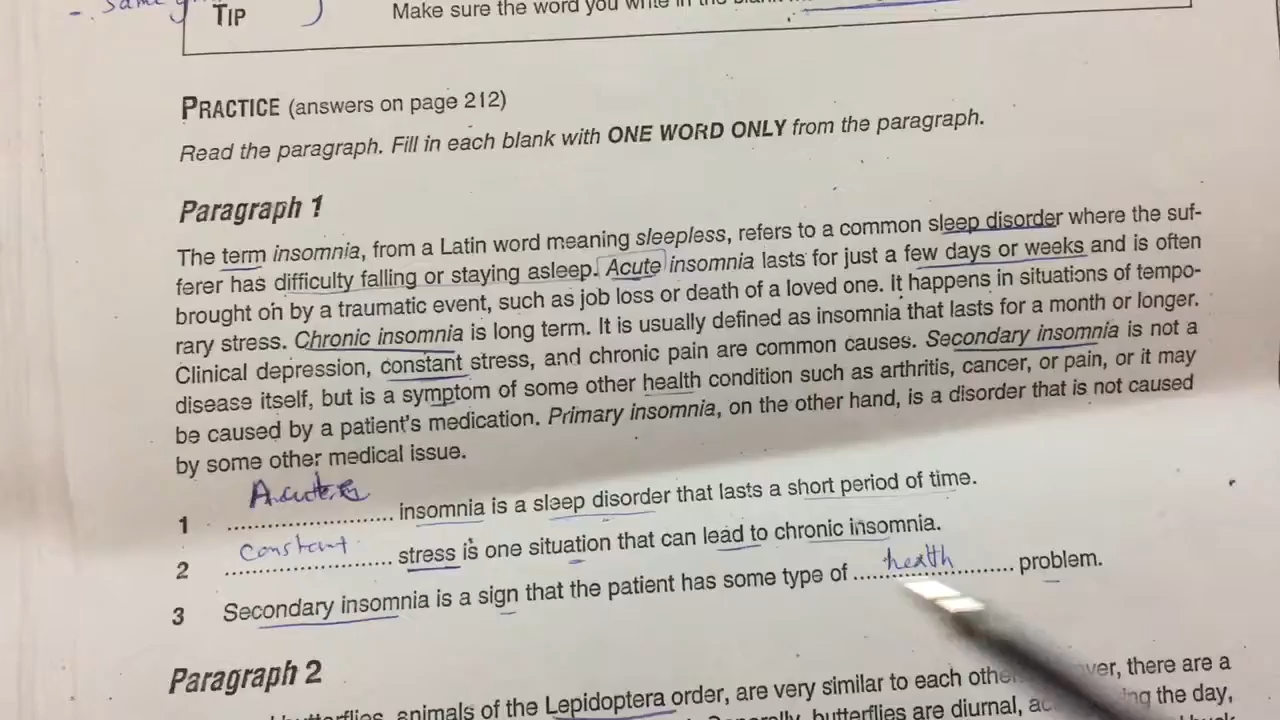 - Same
TIP Make sure the word you write in the blank
PRACTICE (answers on page 212)
Read the paragraph. Fill in each blank with ONE WORD ONLY from the paragraph.
Paragraph 1
The term insomnia, from a Latin word meaning sleepless, refers to a common sleep disorder where the suf-
ferer has difficulty falling or staying asleep. Acute insomnia lasts for just a few days or weeks and is often
brought on by a traumatic event, such as job loss or death of a loved one. It happens in situations of tempo-
rary stress. Chronic insomnia is long term. It is usually defined as insomnia that lasts for a month or longer.
Clinical depression, constant stress, and chronic pain are common causes. Secondary insomnia is not a
disease itself, but is a symptom of some other health condition such as arthritis, cancer, or pain, or it may
be caused by a patient's medication. Primary insomnia, on the other hand, is a disorder that is not caused
by some other medical issue.
1 Acute insomnia is a sleep disorder that lasts a short period of time.
2 constant stress is one situation that can lead to chronic insomnia.
3 Secondary insomnia is a sign that the patient has some type of health problem.
Paragraph 2
butterflies, animals of the Lepidoptera order, are very similar to each other there are a
butterflies are diurnal, the day,